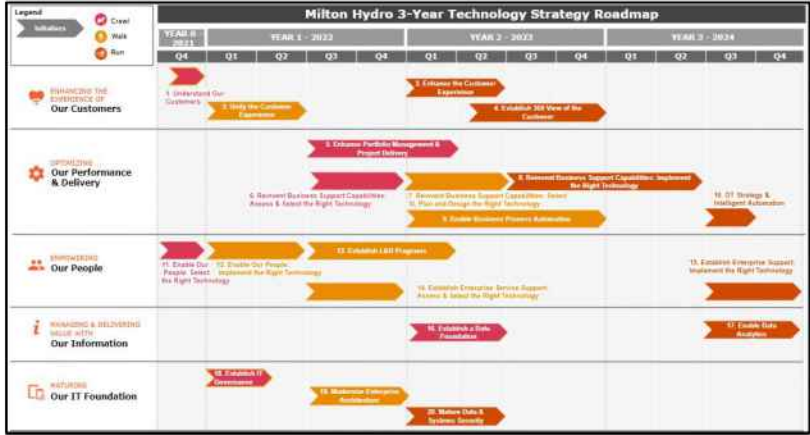 Legend
Initiatives
Crawl
Walk
Run
Milton Hydro 3-Year Technology Strategy Roadmap
YEAR 0
2021
YEAR 1 - 2022
YEAR 2 - 2023
YEAR 3 - 2024
Q4
Q1
Q2
Q3
Q4
Q1
Q2
Q3
Q4
Q1
Q2
Q3
Q4
ENHANCING THE
EXPERIENCE OF
Our Customers
1. Understand Our
Customers
2. Unify the Customer
Experience
3. Enhance the Customer
Experience
4. Establish 360 View of the
Customer
OPTIMIZING
Our Performance
& Delivery
5. Enhance Portfolio Management &
Project Delivery
6. Reinvent Business Support Capabilities:
Assess & Select the Right Technology
7. Reinvent Business Support Capabilities: Select
Plan and Design the Right Technology
8. Reinvent Business Support Capabilities: Implement
the Right Technology
9. Enable Business Process Automation
10. OT Strategy &
Intelligent Automation
EMPOWERING
Our People
11. Enable Our
People: Select
the Right Technology
12. Enable Our People:
Implement the Right Technology
13. Establish L&D Programs
14. Establish Enterprise Service Support:
Assess & Select the Right Technology
15. Establish Enterprise Support:
Implement the Right Technology
MANAGING & DELIVERING
VALUE WITH
Our Information
16. Establish a Data
Foundation
17. Enable Data
Analytics
MATURING
Our IT Foundation
18. Establish IT
Governance
19. Modernize Enterprise
Architecture
20. Mature Data &
Systems Security